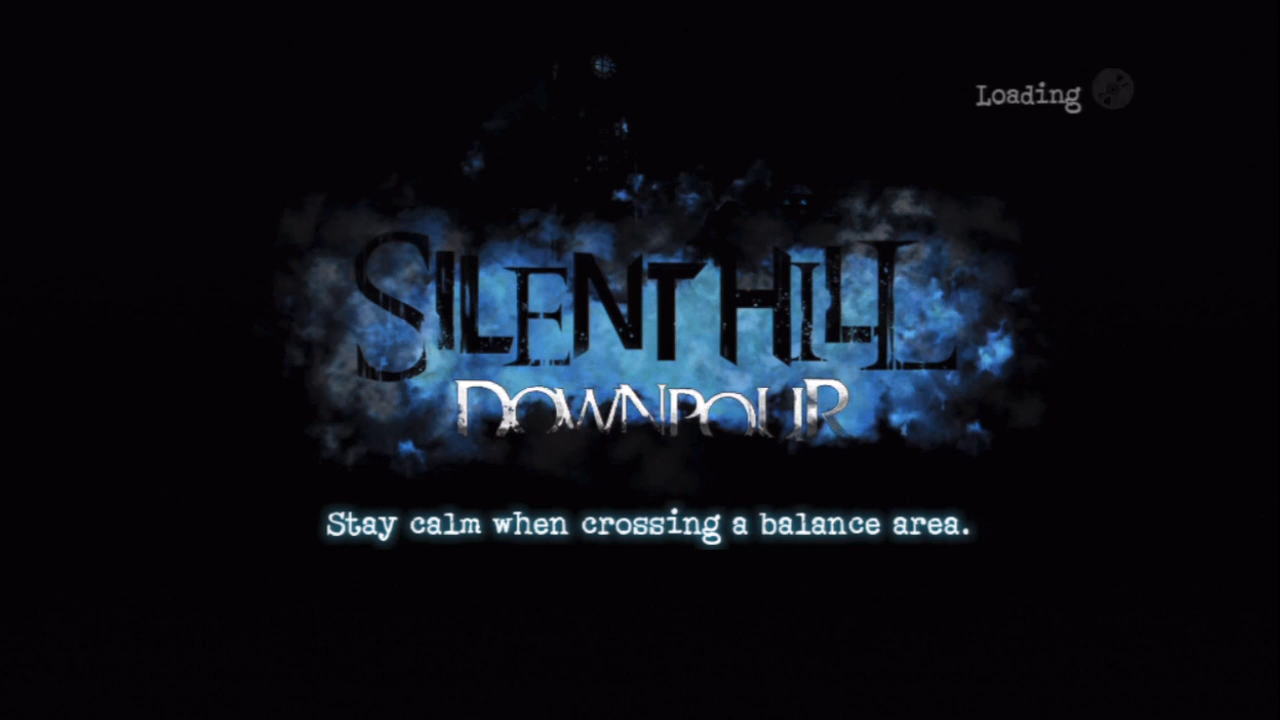 Loading
SILENT HILL
DOWNPOUR
Stay calm when crossing a balance area.